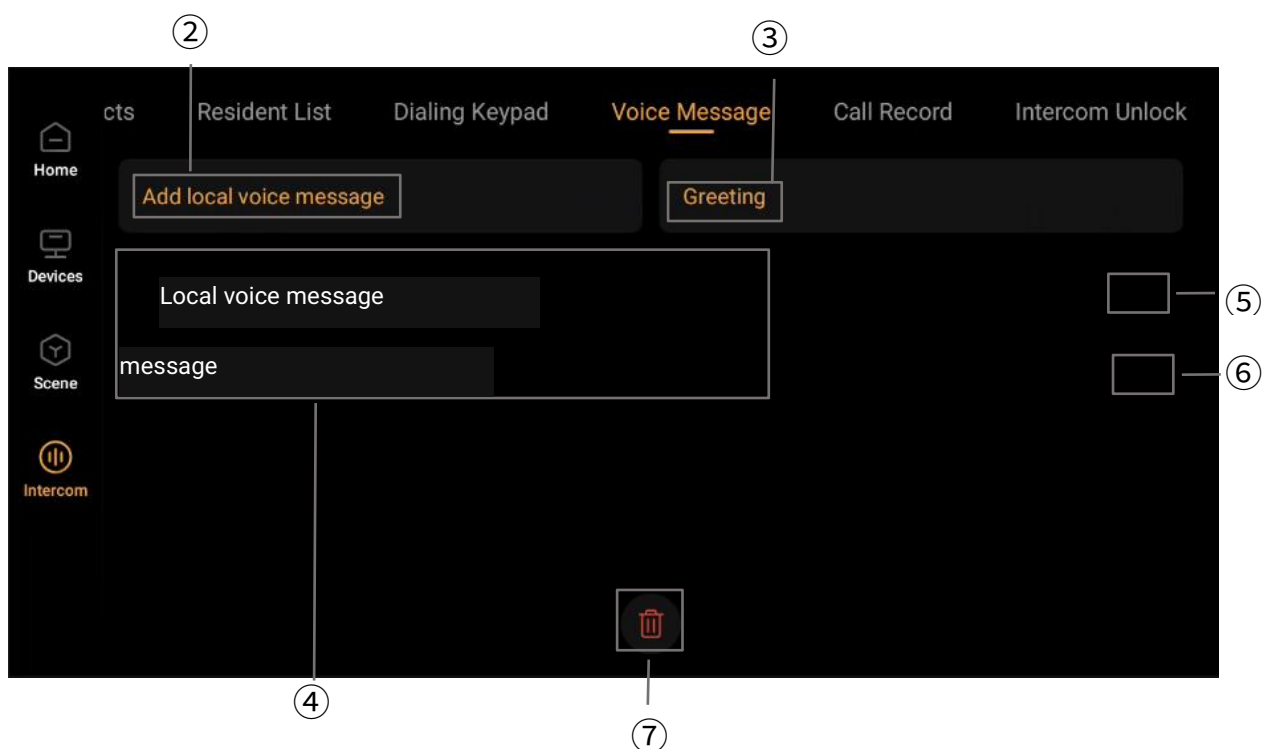 ② ③
cts Resident List Dialing Keypad Voice Message Call Record Intercom Unlock
Home
Add local voice message Greeting
Devices
Local voice message
⑤
message
⑥
Scene
Intercom
④
⑦